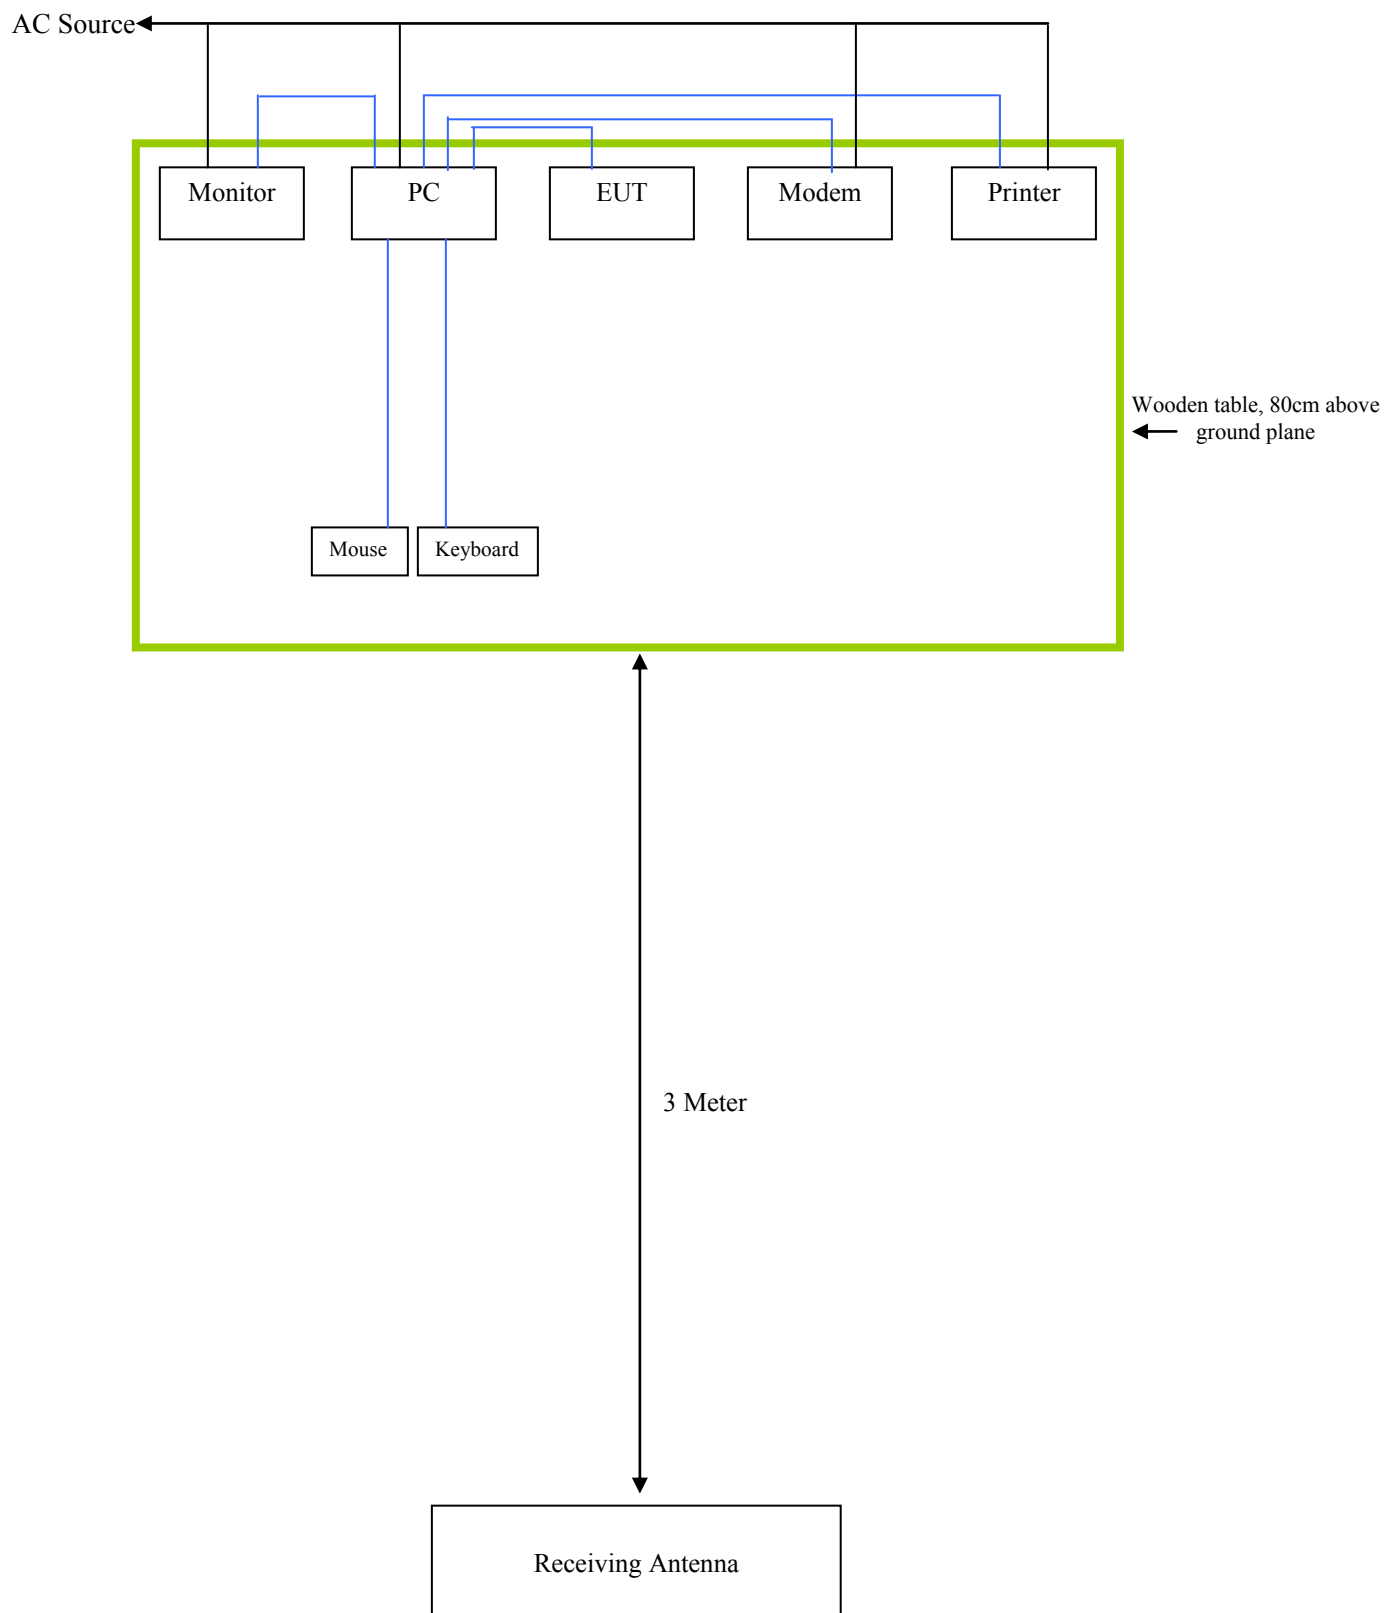 AC Source
Monitor
PC
EUT
Modem
Printer
Wooden table, 80cm above
ground plane
Mouse
Keyboard
3 Meter
Receiving Antenna